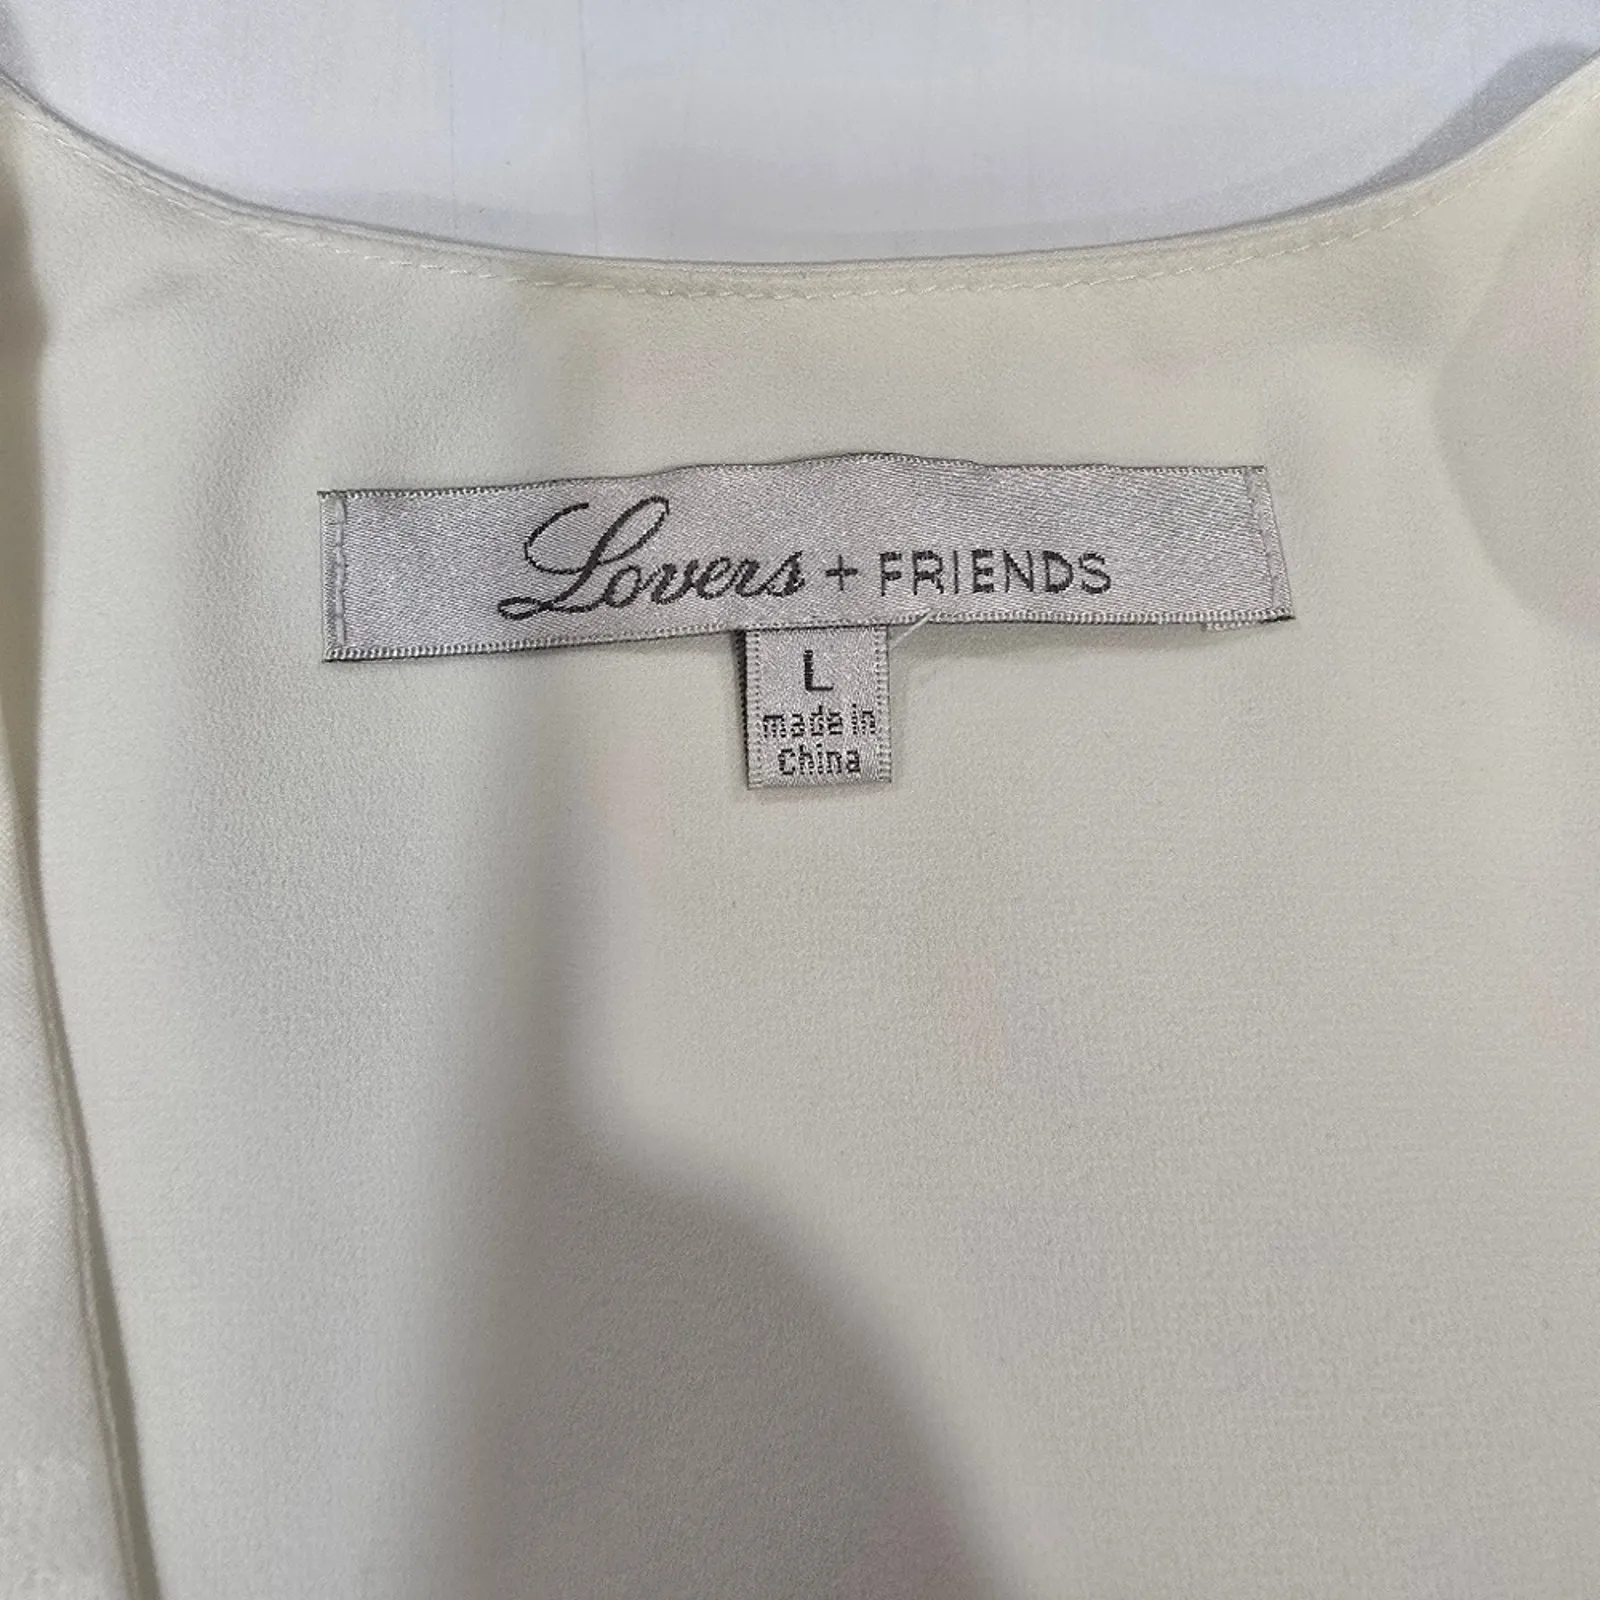 Lovers + FRIENDS
L
made in
china